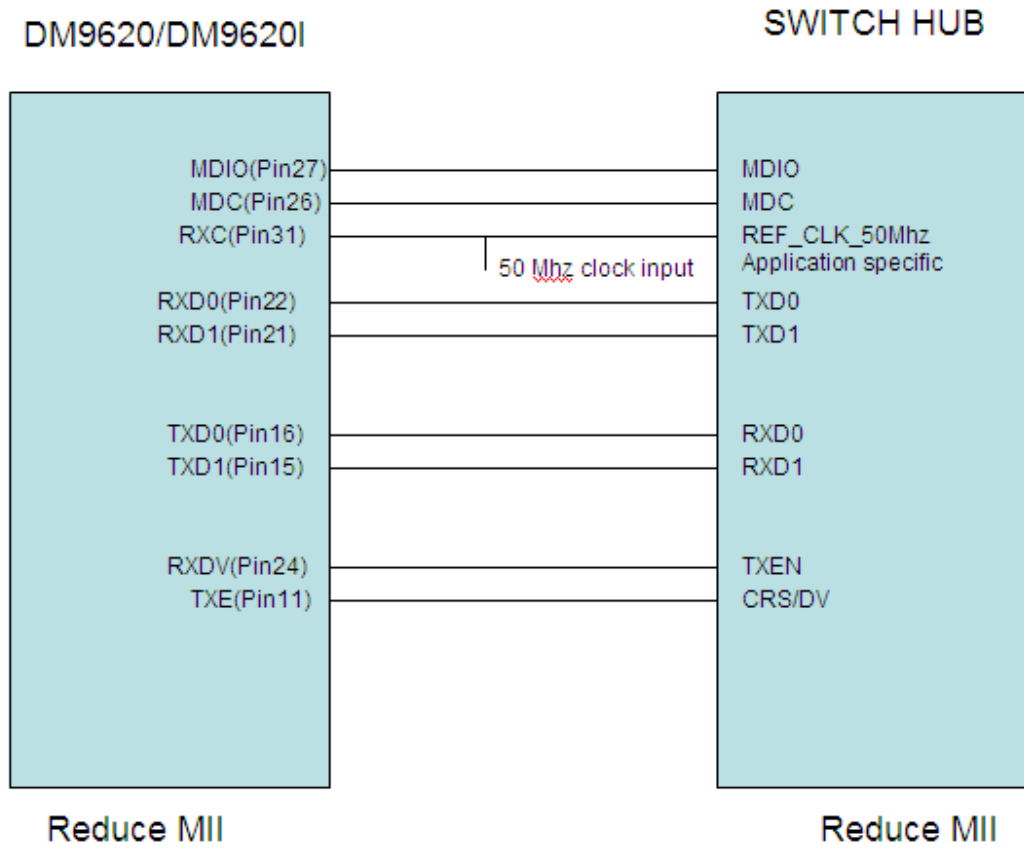 DM9620/DM9620I
SWITCH HUB
MDIO(Pin27)
MDIO
MDC(Pin26)
MDC
RXC(Pin31)
REF_CLK_50Mhz
50 Mhz clock input
Application specific
RXD0(Pin22)
TXD0
RXD1(Pin21)
TXD1
TXD0(Pin16)
RXD0
TXD1(Pin15)
RXD1
RXDV(Pin24)
TXEN
TXE(Pin11)
CRS/DV
Reduce MII
Reduce MII